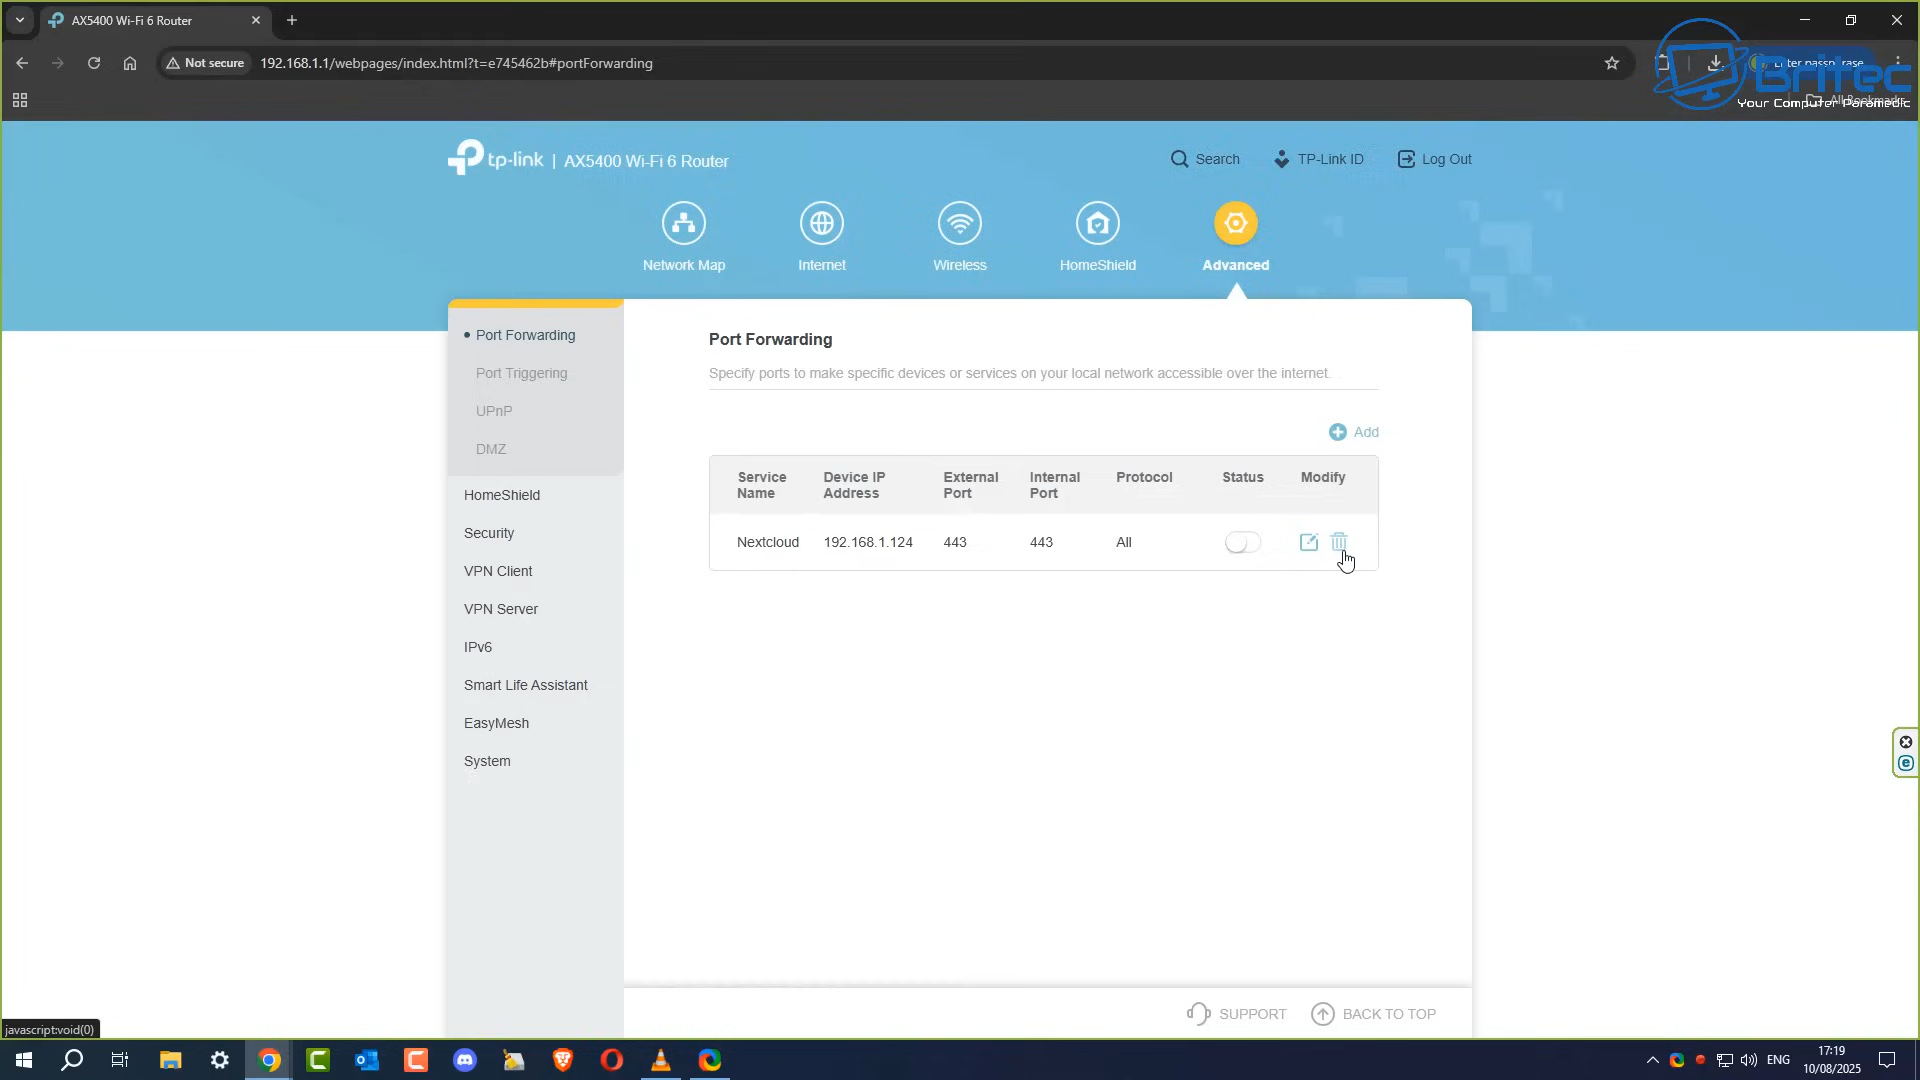 AX5400 Wi-Fi 6 Router
Not secure
192.168.1.1/webpages/index.html?t=e745462b#portForwarding
Enter passphrase
Britec
Your Computer Paramedic
All Bookmarks
tp-link | AX5400 Wi-Fi 6 Router
Search
TP-Link ID
Log Out
Network Map
Internet
Wireless
HomeShield
Advanced
Port Forwarding
Port Triggering
UPnP
DMZ
HomeShield
Security
VPN Client
VPN Server
IPv6
Smart Life Assistant
EasyMesh
System
Port Forwarding
Specify ports to make specific devices or services on your local network accessible over the internet.
Add
Service Name
Device IP Address
External Port
Internal Port
Protocol
Status
Modify
Nextcloud
192.168.1.124
443
443
All
SUPPORT
BACK TO TOP
javascript:void(0)
ENG
17:19
10/08/2025